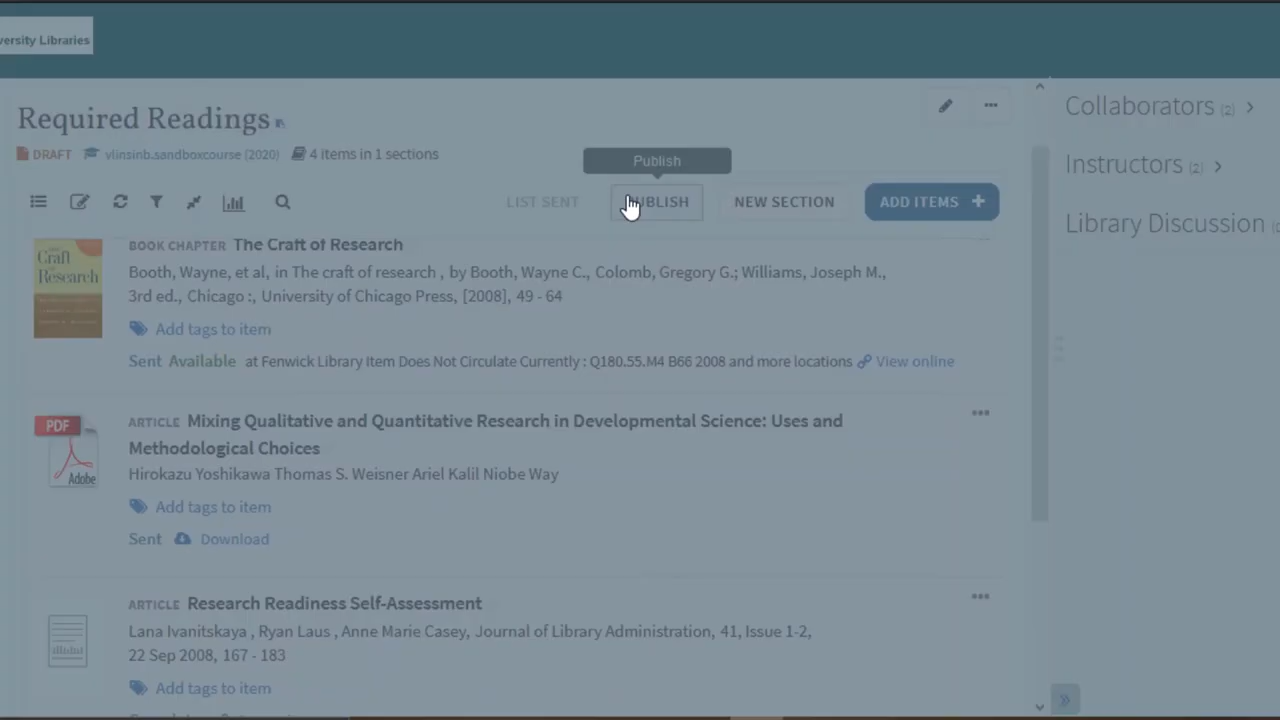 versity Libraries
Required Readings
DRAFT vlinsinb.sandboxcourse (2020) 4 items in 1 sections
Collaborators (2)
Instructors (2)
Library Discussion
Publish
LIST SENT PUBLISH NEW SECTION ADD ITEMS +
BOOK CHAPTER The Craft of Research
Craft
Research
Booth, Wayne, et al, in The craft of research , by Booth, Wayne C., Colomb, Gregory G.; Williams, Joseph M.,
3rd ed., Chicago :, University of Chicago Press, [2008], 49 - 64
Add tags to item
Sent Available at Fenwick Library Item Does Not Circulate Currently : Q180.55.M4 B66 2008 and more locations View online
PDF
Adobe
ARTICLE Mixing Qualitative and Quantitative Research in Developmental Science: Uses and
Methodological Choices
Hirokazu Yoshikawa Thomas S. Weisner Ariel Kalil Niobe Way
Add tags to item
Sent Download
ARTICLE Research Readiness Self-Assessment
Lana Ivanitskaya , Ryan Laus , Anne Marie Casey, Journal of Library Administration, 41, Issue 1-2,
22 Sep 2008, 167 - 183
Add tags to item